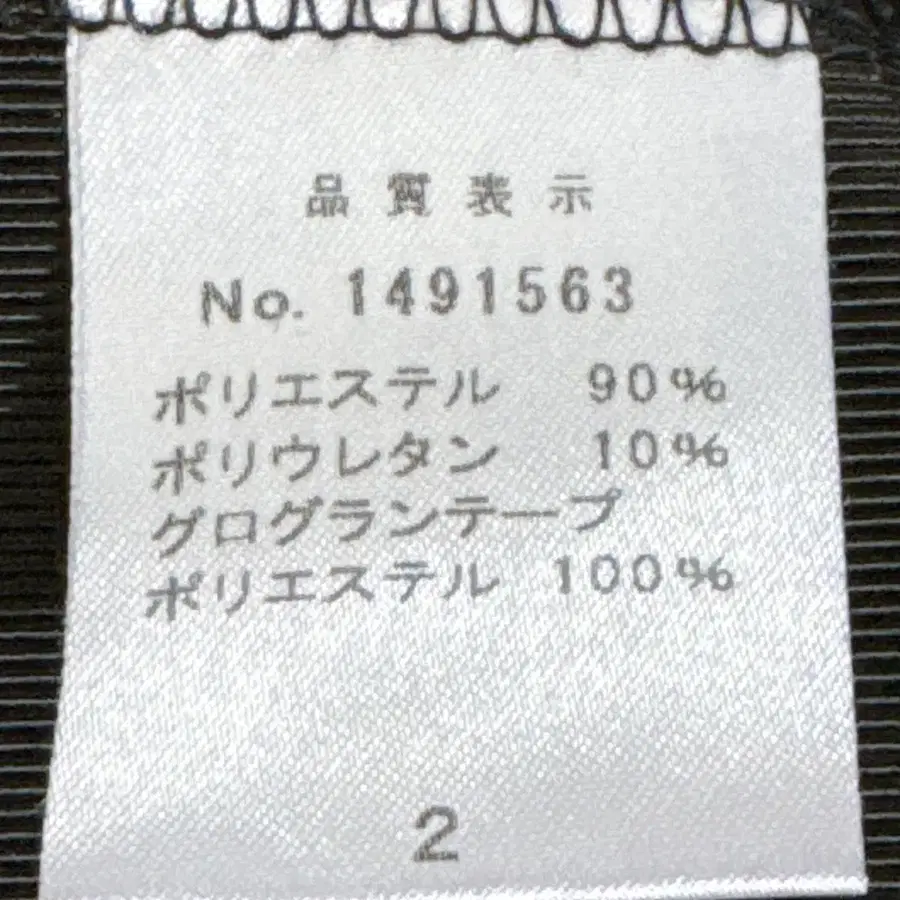 品質表示
No. 1491563
ポリエステル 90%
ポリウレタン 10%
グログランテープ
ポリエステル 100%
2